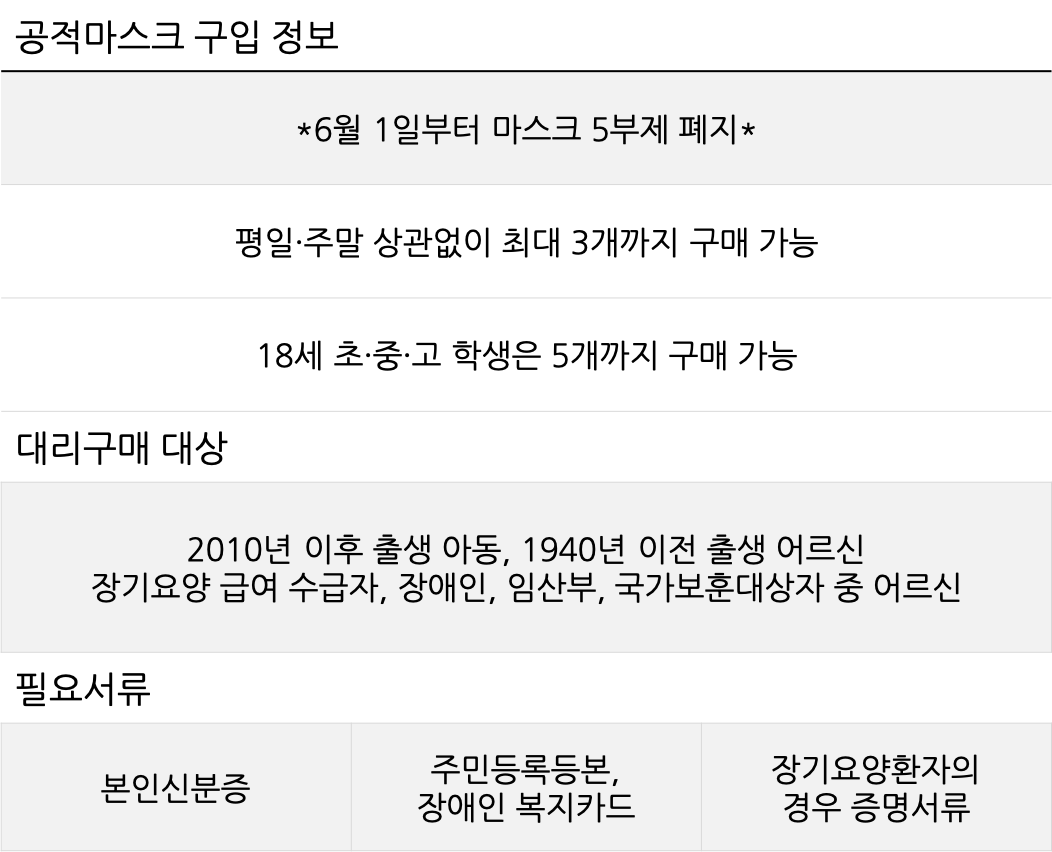 공적마스크 구입 정보
*6월 1일부터 마스크 5부제 폐지*
평일·주말 상관없이 최대 3개까지 구매 가능
18세 초·중·고 학생은 5개까지 구매 가능
대리구매 대상
2010년 이후 출생 아동, 1940년 이전 출생 어르신
장기요양 급여 수급자, 장애인, 임산부, 국가보훈대상자 중 어르신
필요서류
본인신분증
주민등록등본,
장애인 복지카드
장기요양환자의
경우 증명서류